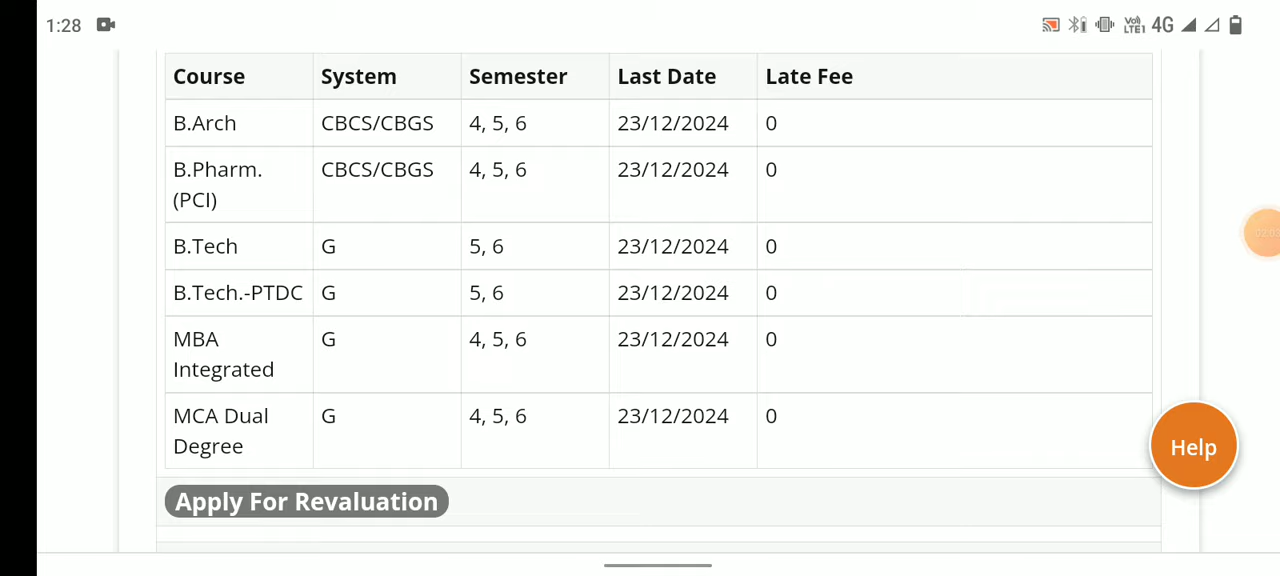 1:28 VoLTE1 4G
Course System Semester Last Date Late Fee
B.Arch CBCS/CBGS 4, 5, 6 23/12/2024 0
B.Pharm. CBCS/CBGS 4, 5, 6 23/12/2024 0
(PCI)
B.Tech G 5, 6 23/12/2024 0
B.Tech.-PTDC G 5, 6 23/12/2024 0
MBA G 4, 5, 6 23/12/2024 0
Integrated
MCA Dual G 4, 5, 6 23/12/2024 0
Degree
Help
Apply For Revaluation